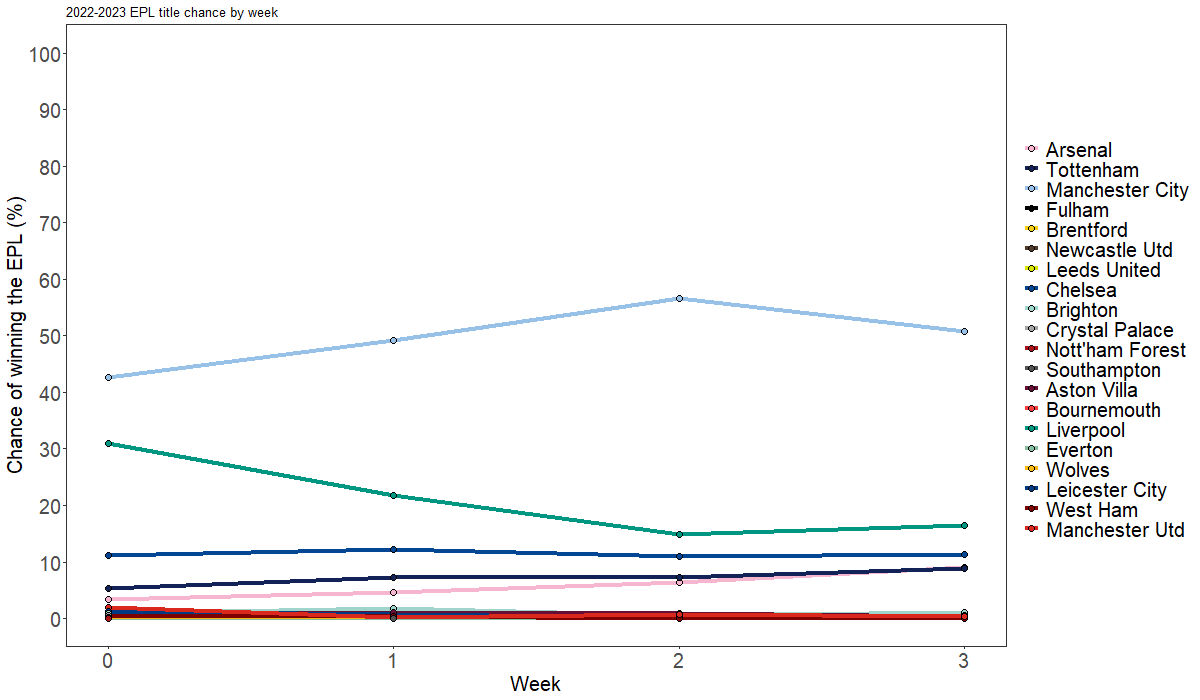 2022-2023 EPL title chance by week
Chance of winning the EPL (%)
100
90
80
70
60
50
40
30
20
10
0
0
1
2
3
Week
Arsenal
Tottenham
Manchester City
Fulham
Brentford
Newcastle Utd
Leeds United
Chelsea
Brighton
Crystal Palace
Nott'ham Forest
Southampton
Aston Villa
Bournemouth
Liverpool
Everton
Wolves
Leicester City
West Ham
Manchester Utd